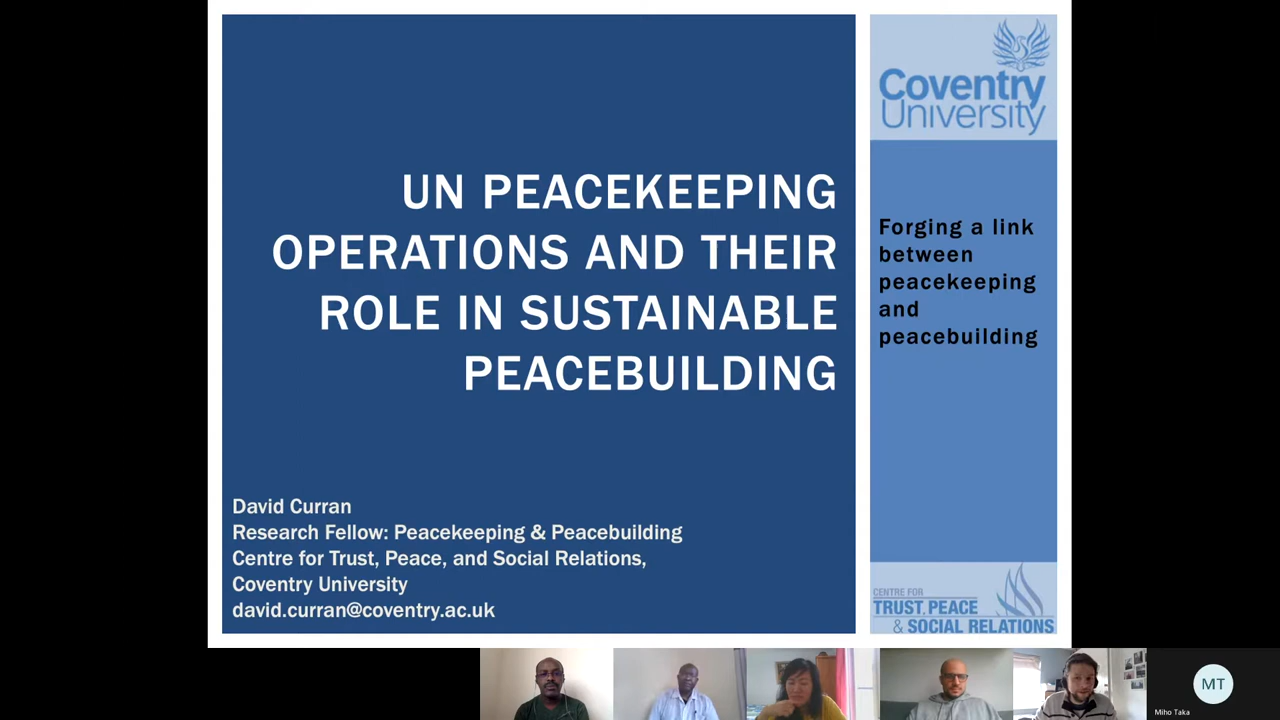 UN PEACEKEEPING
OPERATIONS AND THEIR
ROLE IN SUSTAINABLE
PEACEBUILDING
David Curran
Research Fellow: Peacekeeping & Peacebuilding
Centre for Trust, Peace, and Social Relations,
Coventry University
david.curran@coventry.ac.uk
Coventry
University
Forging a link
between
peacekeeping
and
peacebuilding
CENTRE FOR
TRUST, PEACE
& SOCIAL RELATIONS
MT
Miho Taka